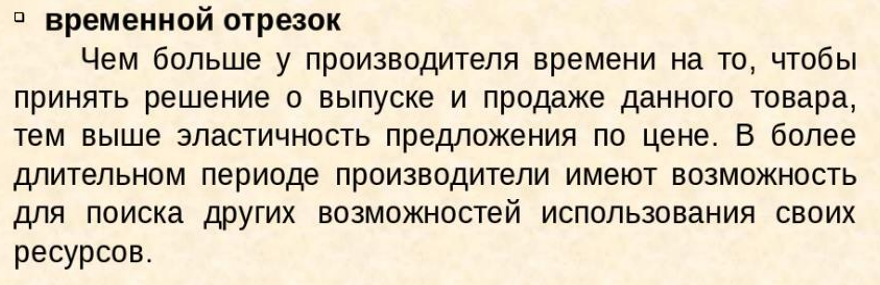 временной отрезок
Чем больше у производителя времени на то, чтобы
принять решение о выпуске и продаже данного товара,
тем выше эластичность предложения по цене. В более
длительном периоде производители имеют возможность
для поиска других возможностей использования своих
ресурсов.